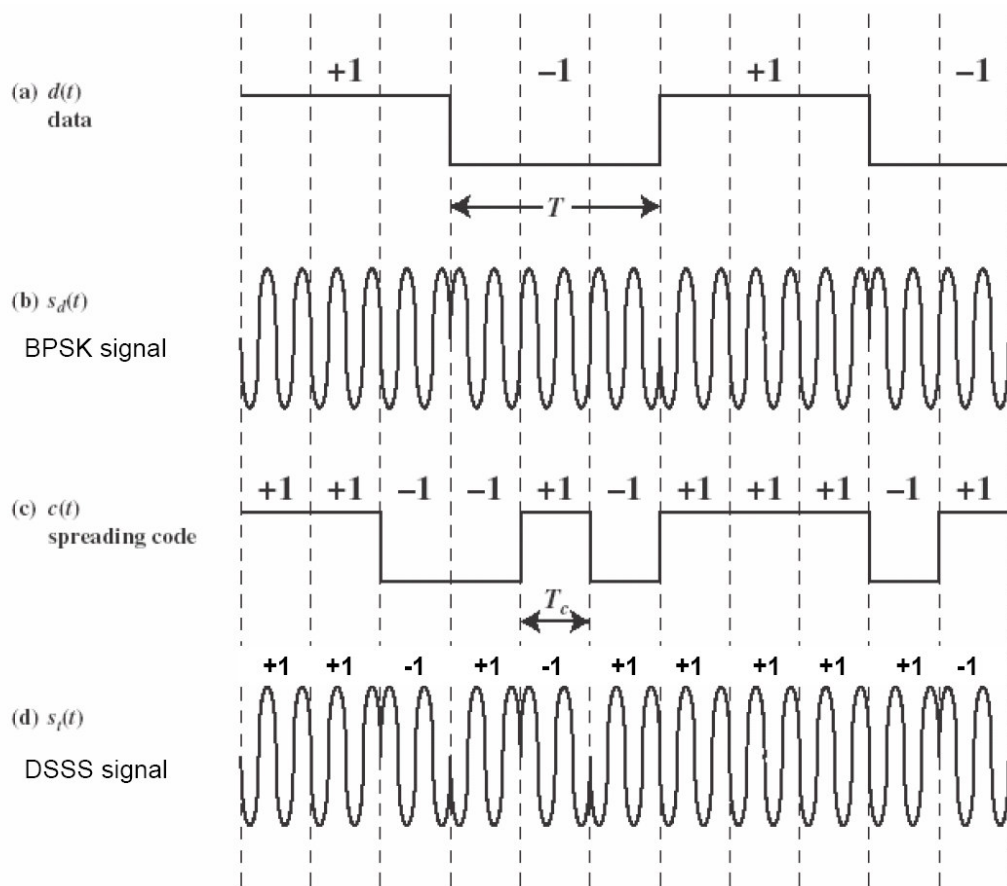 +1 −1 +1 −1
(a) d(t)
data
T
(b) s_d(t)
BPSK signal
+1 +1 −1 −1 +1 −1 +1 +1 +1 −1 +1
(c) c(t)
spreading code
T_c
+1 +1 -1 +1 -1 +1 +1 +1 +1 +1 -1
(d) s_t(t)
DSSS signal